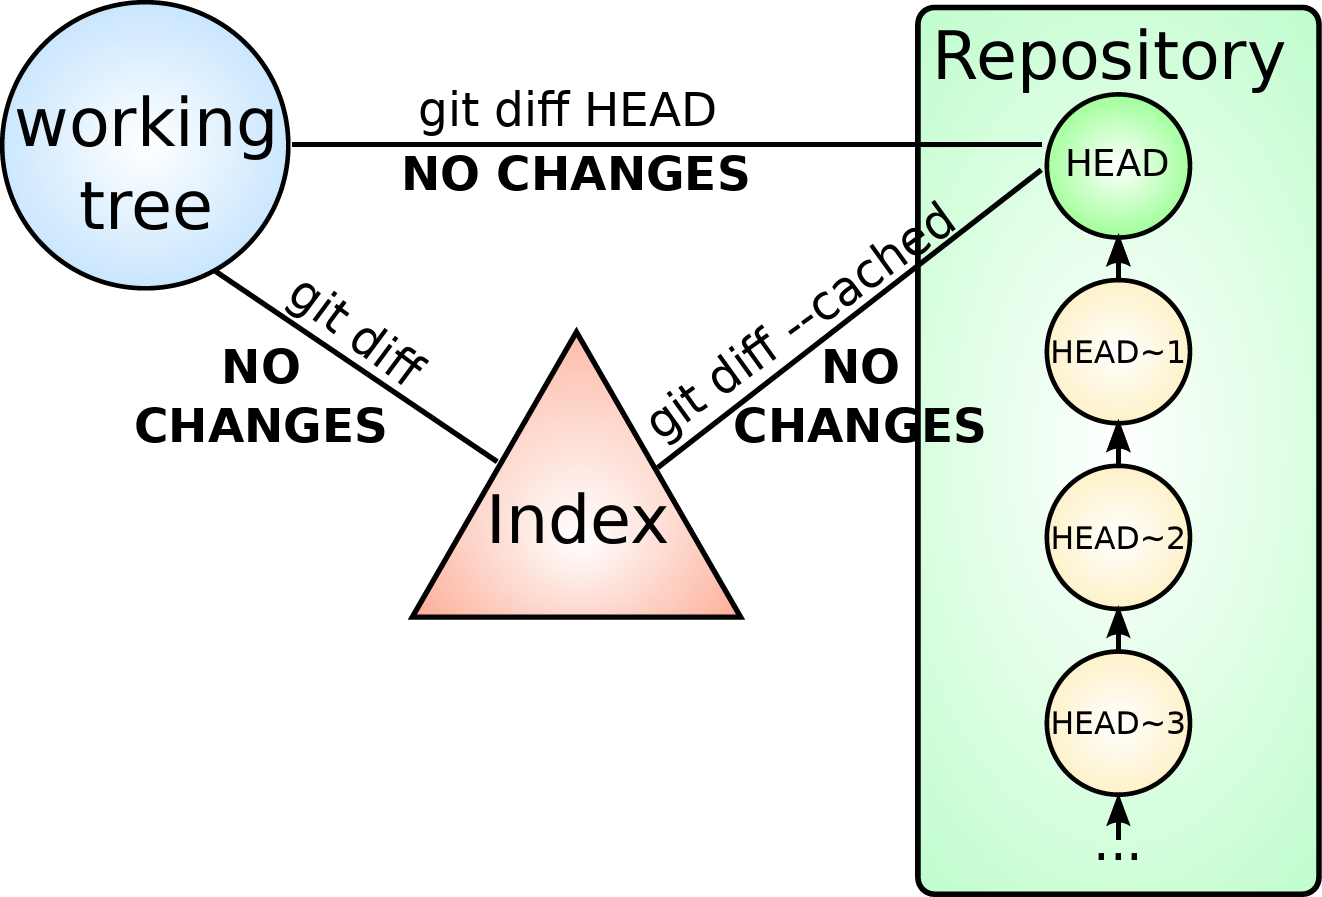 working
tree
git diff HEAD
NO CHANGES
git diff
NO
CHANGES
Index
git diff --cached
NO
CHANGES
Repository
HEAD
HEAD~1
HEAD~2
HEAD~3
...